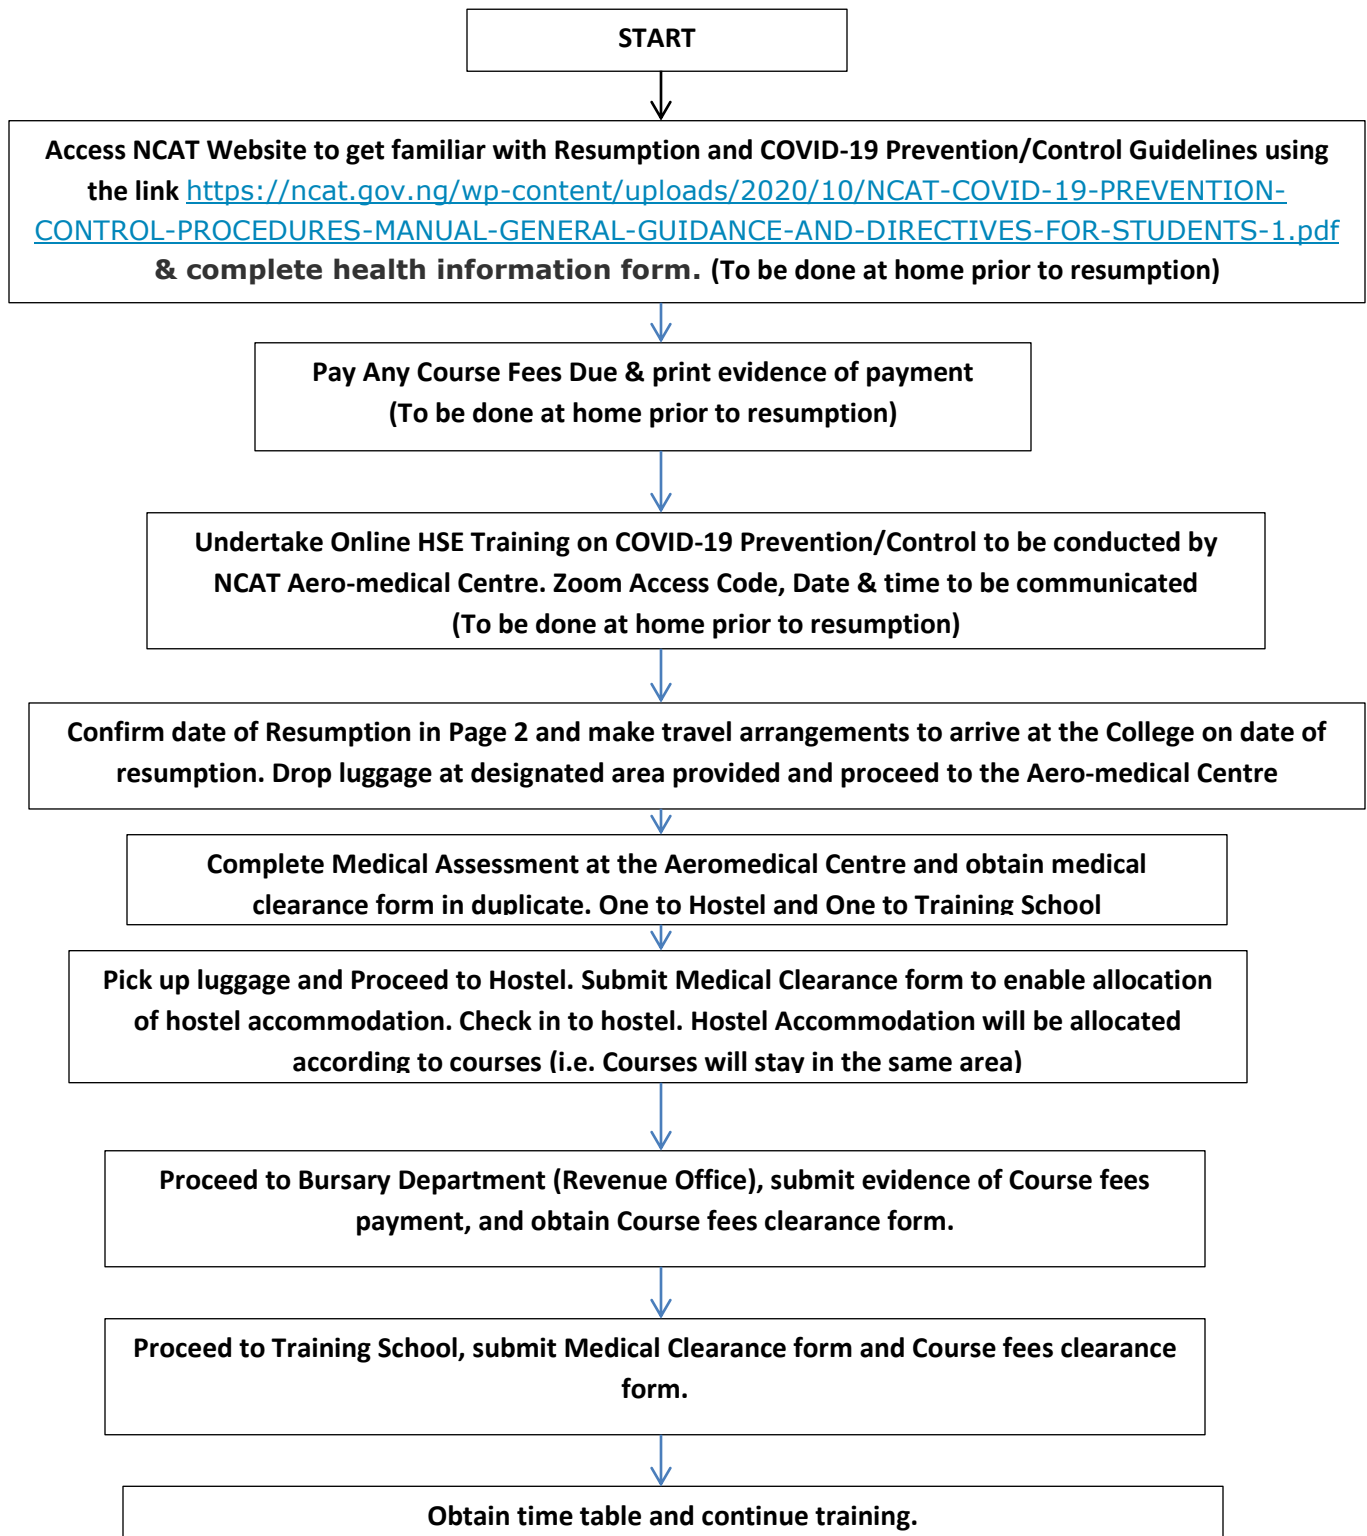 START
Access NCAT Website to get familiar with Resumption and COVID-19 Prevention/Control Guidelines using
the link https://ncat.gov.ng/wp-content/uploads/2020/10/NCAT-COVID-19-PREVENTION-
CONTROL-PROCEDURES-MANUAL-GENERAL-GUIDANCE-AND-DIRECTIVES-FOR-STUDENTS-1.pdf
& complete health information form. (To be done at home prior to resumption)
Pay Any Course Fees Due & print evidence of payment
(To be done at home prior to resumption)
Undertake Online HSE Training on COVID-19 Prevention/Control to be conducted by
NCAT Aero-medical Centre. Zoom Access Code, Date & time to be communicated
(To be done at home prior to resumption)
Confirm date of Resumption in Page 2 and make travel arrangements to arrive at the College on date of
resumption. Drop luggage at designated area provided and proceed to the Aero-medical Centre
Complete Medical Assessment at the Aeromedical Centre and obtain medical
clearance form in duplicate. One to Hostel and One to Training School
Pick up luggage and Proceed to Hostel. Submit Medical Clearance form to enable allocation
of hostel accommodation. Check in to hostel. Hostel Accommodation will be allocated
according to courses (i.e. Courses will stay in the same area)
Proceed to Bursary Department (Revenue Office), submit evidence of Course fees
payment, and obtain Course fees clearance form.
Proceed to Training School, submit Medical Clearance form and Course fees clearance
form.
Obtain time table and continue training.